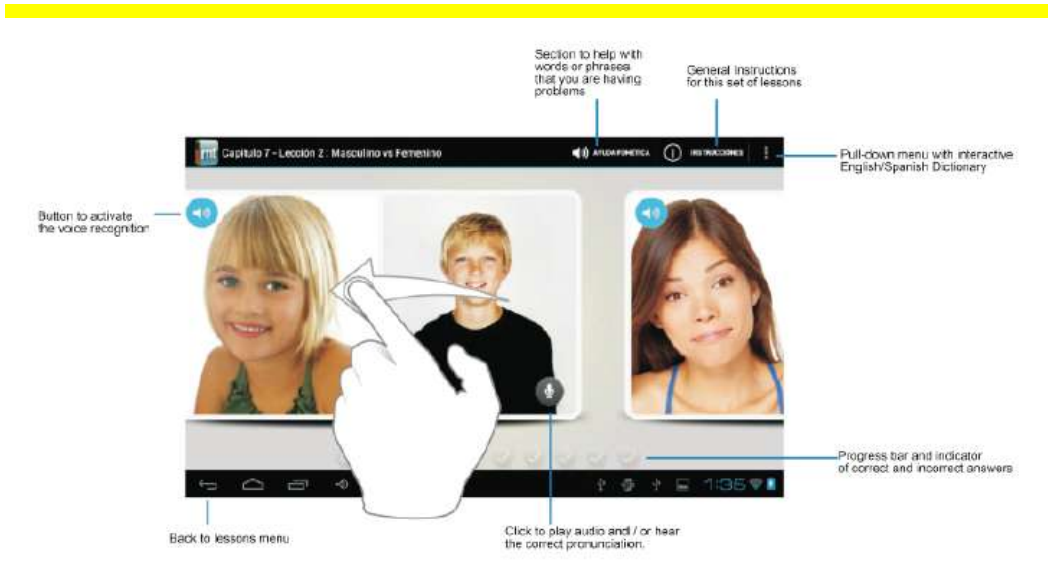 Section to help with
words or phrases
that you are having
problems
General Instructions
for this set of lessons
rmt Capitulo 7 - Lección 2 : Masculino vs Femenino
AYUDA FONETICA
INSTRUCCIONES
Pull-down menu with interactive
English/Spanish Dictionary
Button to activate
the voice recognition
Progress bar and indicator
of correct and incorrect answers
1:35
Back to lessons menu
Click to play audio and / or hear
the correct pronunciation.